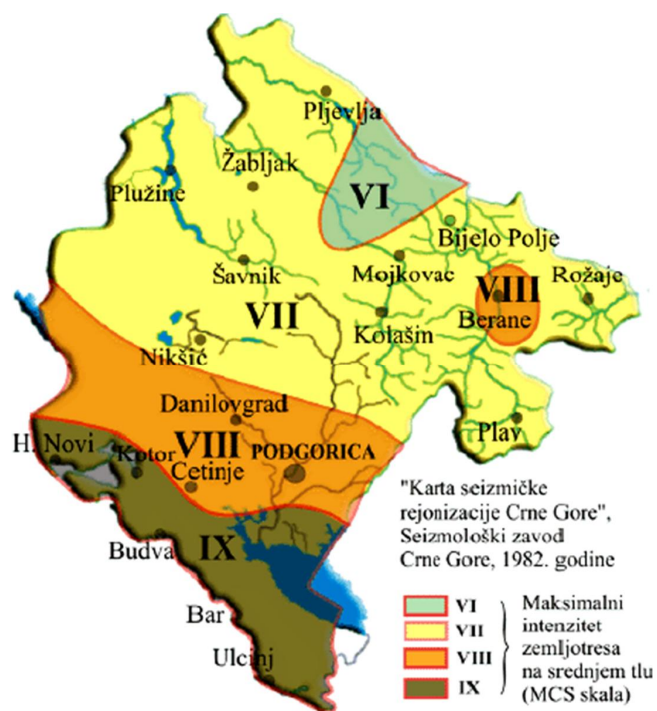 Pljevlja
Žabljak
Plužine
VI
Bijelo Polje
Šavnik
Mojkovac
VIII
Rožaje
VII
Kolašin
Berane
Nikšić
Danilovgrad
Plav
H. Novi
Kotor
VIII
PODGORICA
Cetinje
"Karta seizmičke
rejonizacije Crne Gore",
Seizmološki zavod
Crne Gore, 1982. godine
Budva
IX
Bar
Ulcinj
VI
VII
VIII
IX
Maksimalni
intenzitet
zemljotresa
na srednjem tlu
(MCS skala)